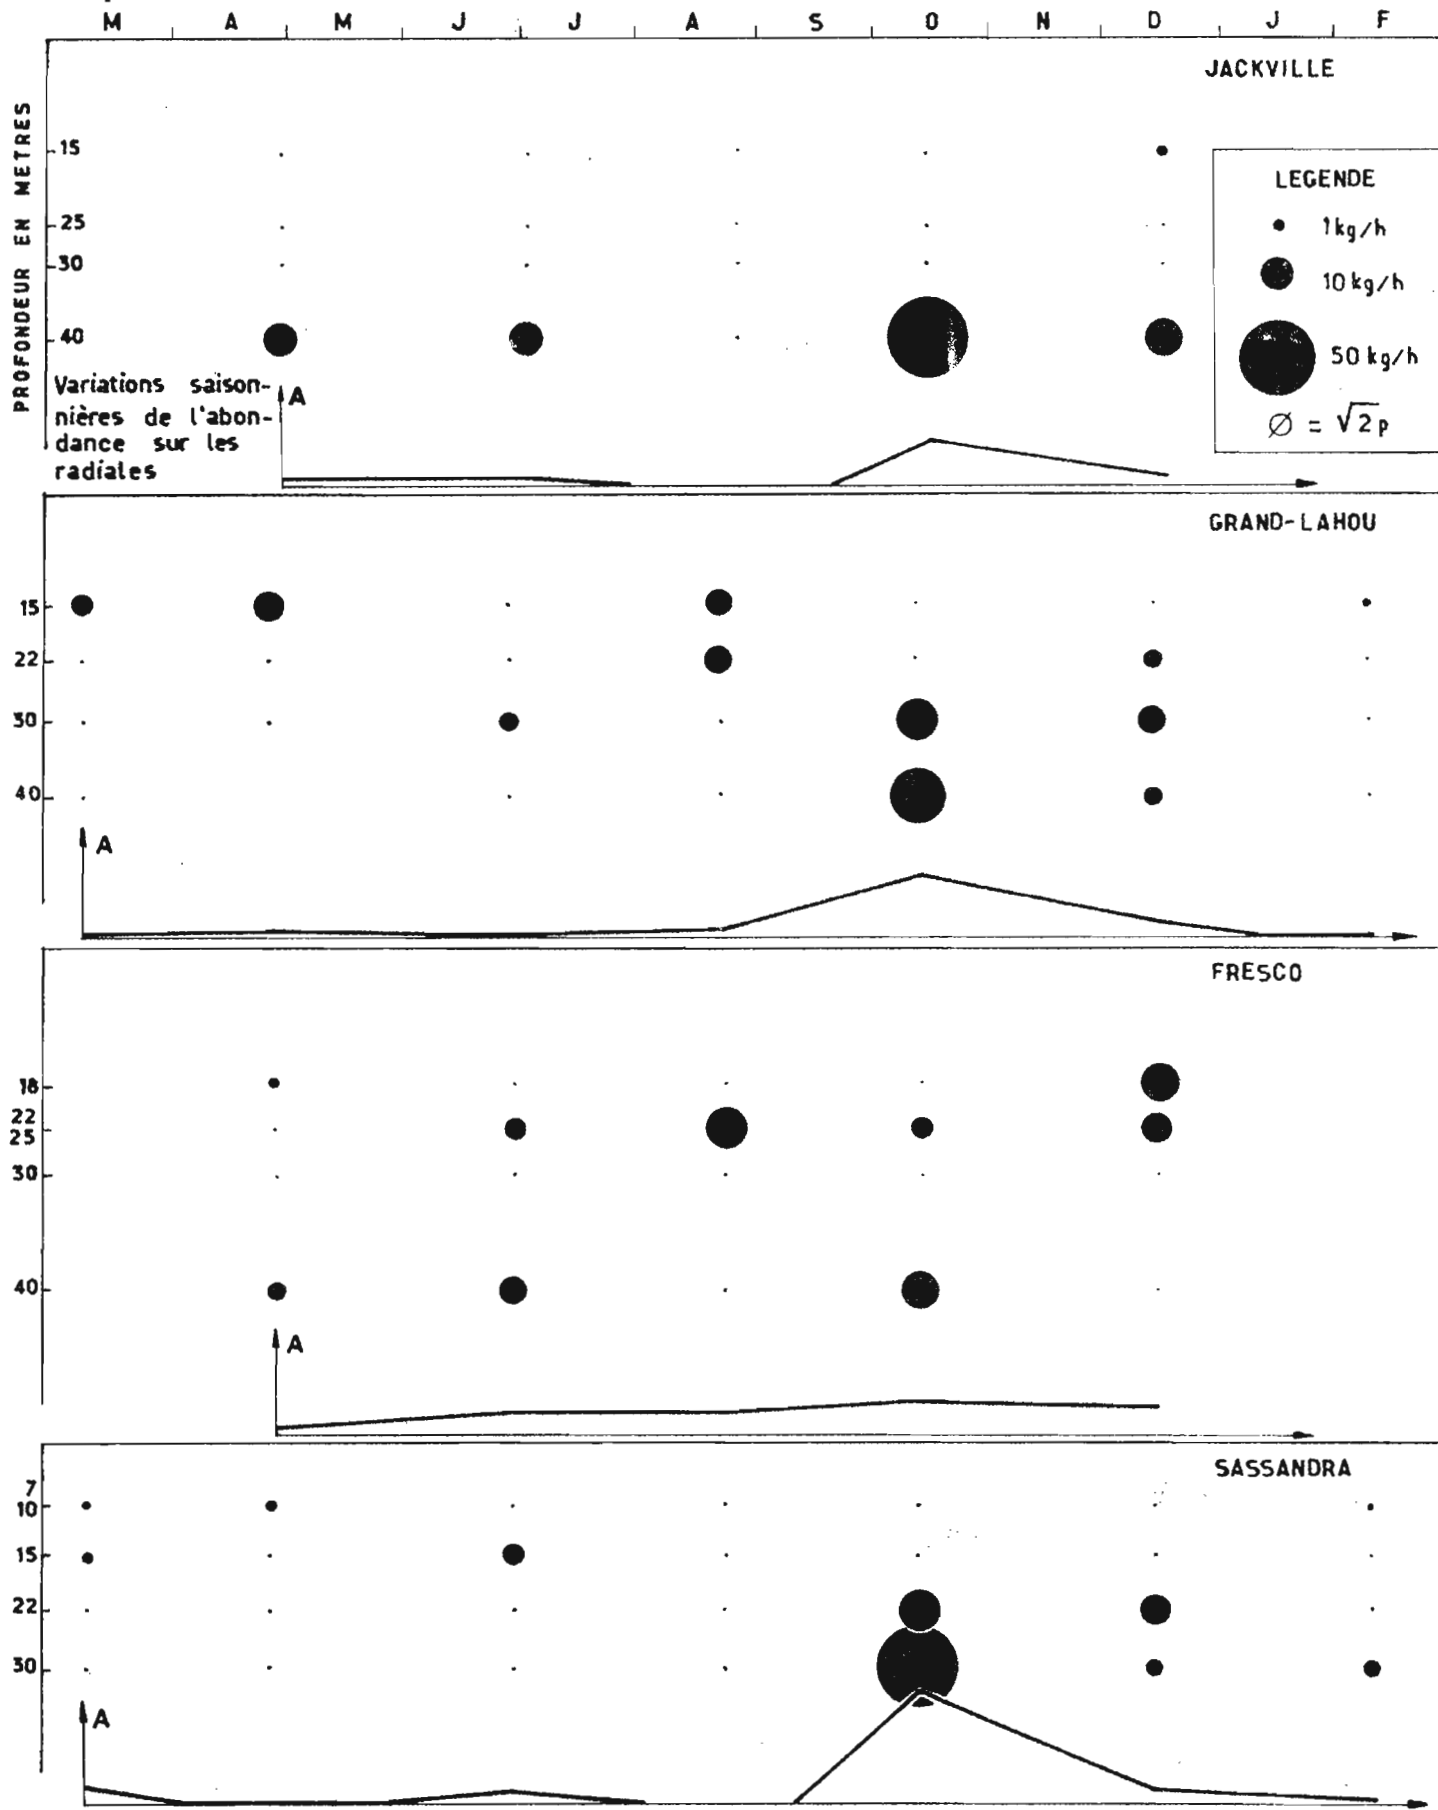 M A M J J A S O N D J F
JACKVILLE
PROFONDEUR EN METRES
15
25
30
40
LEGENDE
1kg/h
10 kg/h
50 kg/h
Ø = √2p
Variations saison-
nières de l'abon-
dance sur les
radiales
A
GRAND-LAHOU
15
22
30
40
A
FRESCO
18
22
25
30
40
A
SASSANDRA
7
10
15
22
30
A